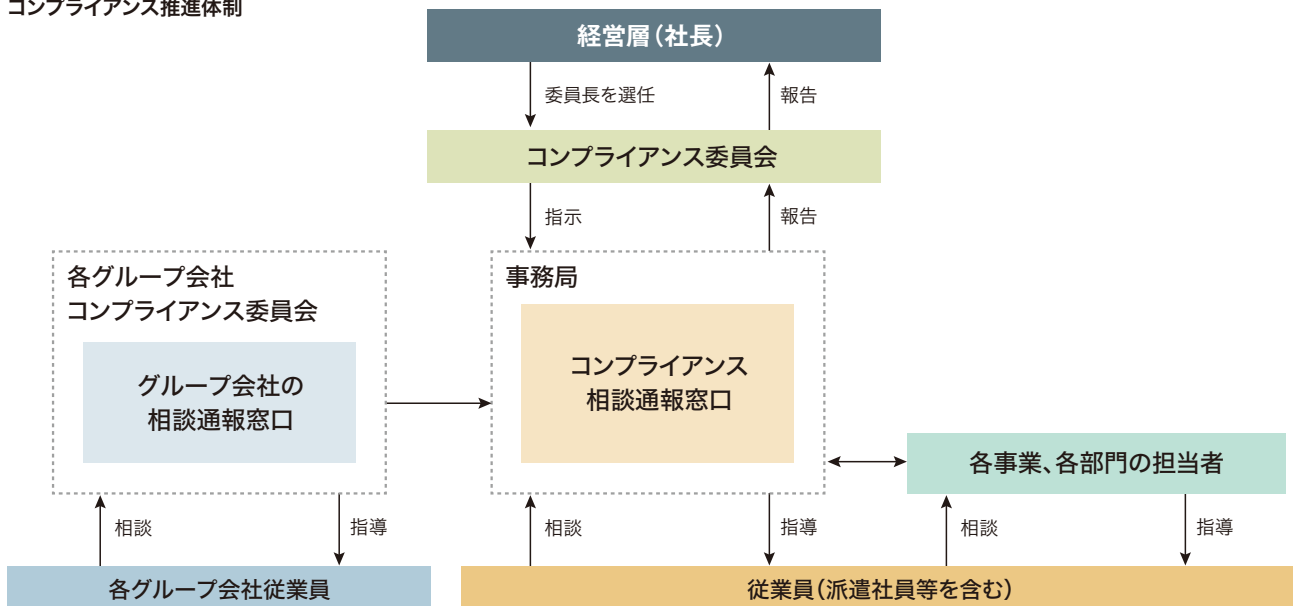 コンプライアンス推進体制
経営層（社長）
委員長を選任
報告
コンプライアンス委員会
指示
報告
各グループ会社
コンプライアンス委員会
グループ会社の
相談通報窓口
事務局
コンプライアンス
相談通報窓口
各事業、各部門の担当者
相談
指導
相談
指導
相談
指導
各グループ会社従業員
従業員（派遣社員等を含む）